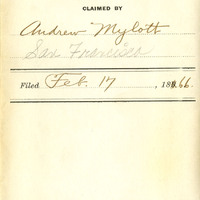 CLAIMED BY
Andrew Mylott
San Francisco
Filed Feb. 17, 1866.